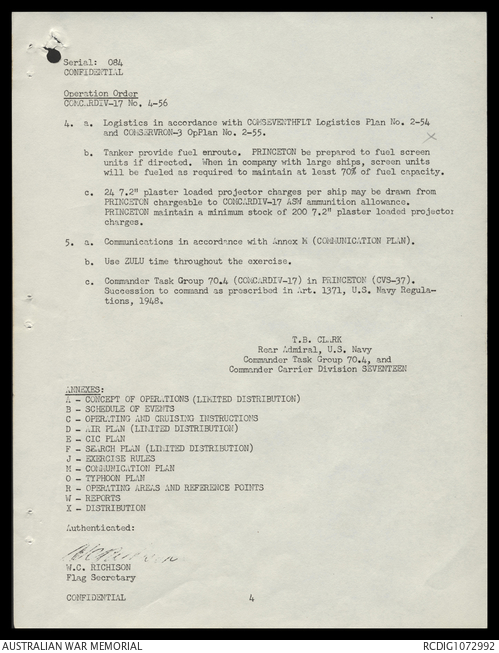 Serial: 084
CONFIDENTIAL
Operation Order
COMCARDIV-17 No. 4-56
4. a. Logistics in accordance with COMSEVENTHFLT Logistics Plan No. 2-54
and COMSERVRON-3 OpPlan No. 2-55.
b. Tanker provide fuel enroute. PRINCETON be prepared to fuel screen
units if directed. When in company with large ships, screen units
will be fueled as required to maintain at least 70% of fuel capacity.
c. 24 7.2" plaster loaded projector charges per ship may be drawn from
PRINCETON chargeable to COMCARDIV-17 ASW ammunition allowance.
PRINCETON maintain a minimum stock of 200 7.2" plaster loaded projector
charges.
5. a. Communications in accordance with Annex M (COMMUNICATION PLAN).
b. Use ZULU time throughout the exercise.
c. Commander Task Group 70.4 (COMCARDIV-17) in PRINCETON (CVS-37).
Succession to command as prescribed in Art. 1371, U.S. Navy Regula-
tions, 1948.
T.B. CLARK
Rear Admiral, U.S. Navy
Commander Task Group 70.4, and
Commander Carrier Division SEVENTEEN
ANNEXES:
A - CONCEPT OF OPERATIONS (LIMITED DISTRIBUTION)
B - SCHEDULE OF EVENTS
C - OPERATING AND CRUISING INSTRUCTIONS
D - AIR PLAN (LIMITED DISTRIBUTION)
E - CIC PLAN
F - SEARCH PLAN (LIMITED DISTRIBUTION)
J - EXERCISE RULES
M - COMMUNICATION PLAN
O - TYPHOON PLAN
R - OPERATING AREAS AND REFERENCE POINTS
W - REPORTS
X - DISTRIBUTION
Authenticated:
W.C. RICHISON
Flag Secretary
CONFIDENTIAL
4
AUSTRALIAN WAR MEMORIAL
RCDIG1072992